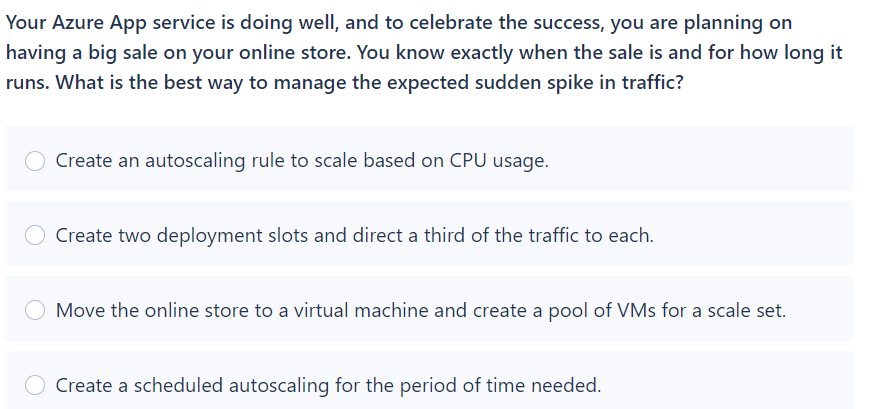 Your Azure App service is doing well, and to celebrate the success, you are planning on
having a big sale on your online store. You know exactly when the sale is and for how long it
runs. What is the best way to manage the expected sudden spike in traffic?
Create an autoscaling rule to scale based on CPU usage.
Create two deployment slots and direct a third of the traffic to each.
Move the online store to a virtual machine and create a pool of VMs for a scale set.
Create a scheduled autoscaling for the period of time needed.